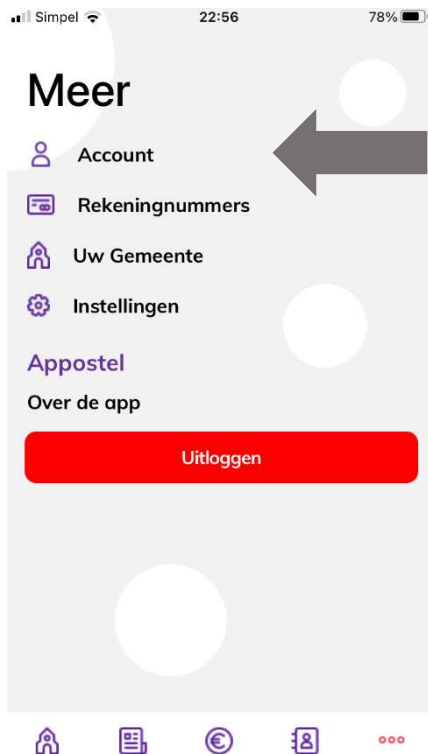 Simpel 22:56 78%
Meer
Account
Rekeningnummers
Uw Gemeente
Instellingen
Appostel
Over de app
Uitloggen